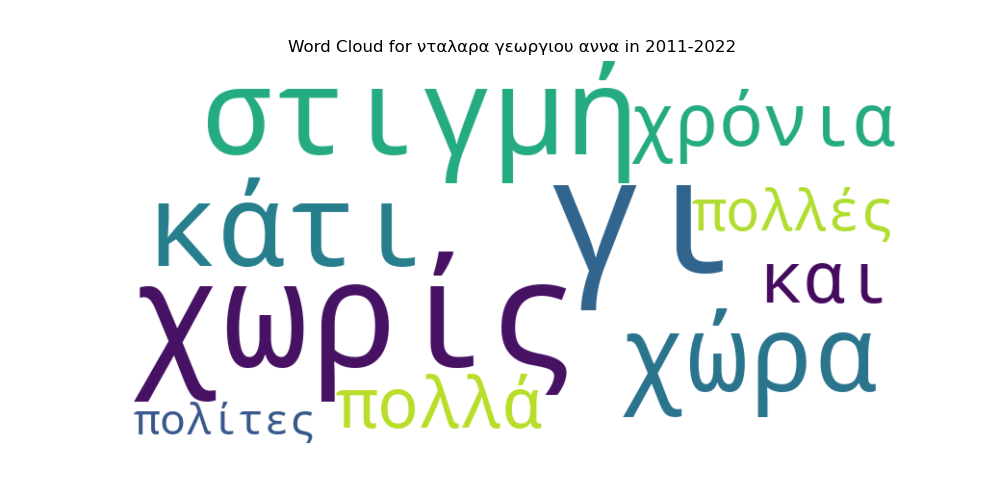 Word Cloud for νταλαρα γεωργιου αννα in 2011-2022
στιγμή χρόνια
κάτι γι πολλές
χωρίς και
χώρα
πολίτες πολλά